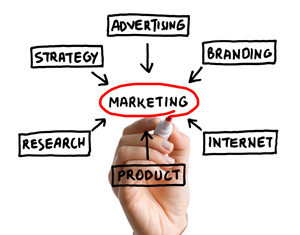 ADVERTISING
STRATEGY
BRANDING
MARKETING
RESEARCH
INTERNET
PRODUCT